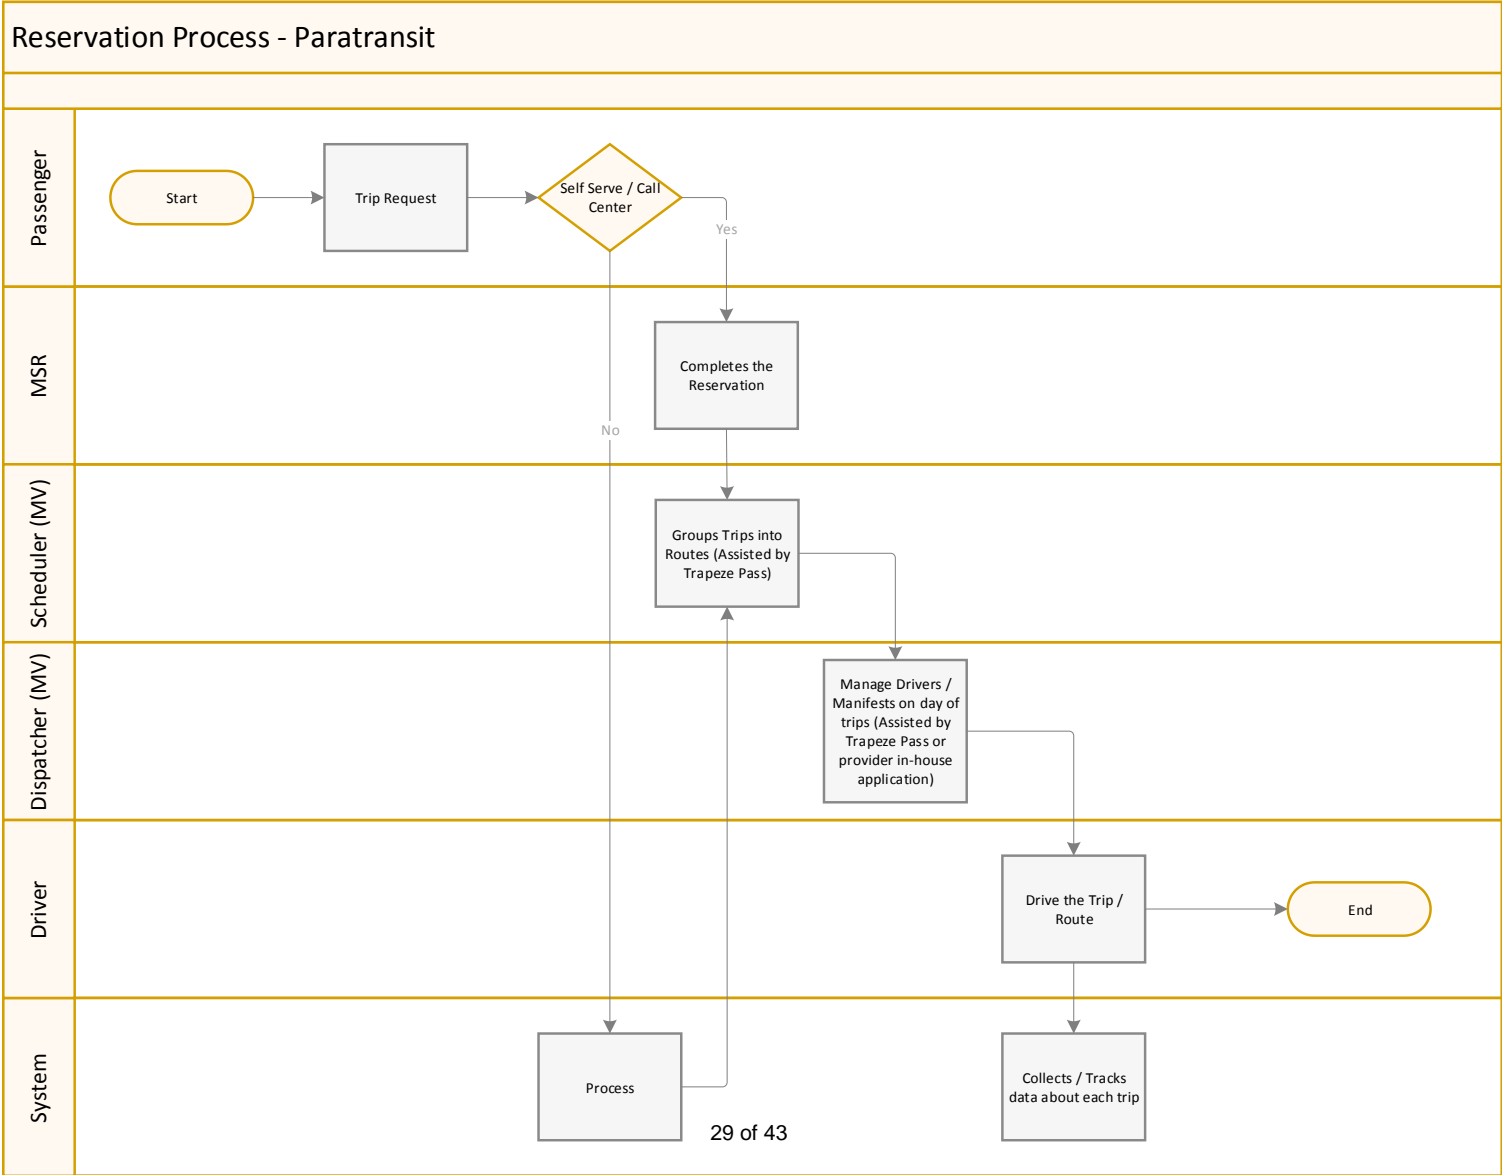 Reservation Process - Paratransit
Passenger
Start
Trip Request
Self Serve / Call
Center
Yes
MSR
Completes the
Reservation
No
Scheduler (MV)
Groups Trips into
Routes (Assisted by
Trapeze Pass)
Dispatcher (MV)
Manage Drivers /
Manifests on day of
trips (Assisted by
Trapeze Pass or
provider in-house
application)
Driver
Drive the Trip /
Route
End
System
Process
Collects / Tracks
data about each trip
29 of 43